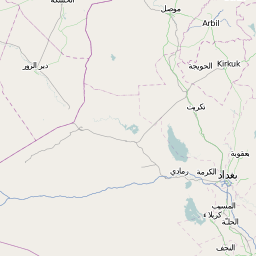 الحسكة
موصل
Arbil
دير الزور
الحويجة
Kirkuk
تكريت
بعقوبة
رمادي
الكرمة
بغداد
المسيب
كربلاء
الحلة
النجف